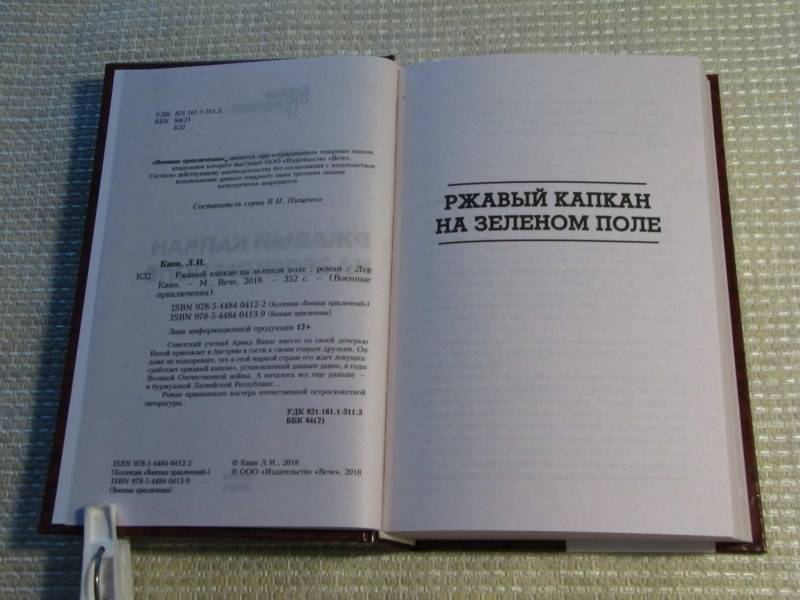 УДК 821.161.1-311.3
ББК 84(2)
К32
«Военные приключения», является зарегистрированным товарным знаком,
владельцем которого выступает ООО «Издательство Вече».
Согласно действующему законодательству без согласования с издательством
использование данного товарного знака третьими лицами
категорически запрещается.
Составитель серии В.И. Пищенко
Квин, Л.И.
К32 Ржавый капкан на зеленом поле : роман / Лев
Квин. – М.: Вече, 2018. – 352 с. – (Военные
приключения).
ISBN 978-5-4484-0412-2 (Коллекция «Военных приключений»)
ISBN 978-5-4484-0413-9 (Военные приключения)
Знак информационной продукции 12+
Советский ученый Арвид Ванаг вместе со своей дочерью
Интой приезжает в Австрию в гости к своим старым друзьям. Он
даже не подозревает, что в этой мирной стране его ждет ловушка:
сработает «ржавый капкан», установленный давным давно, в годы
Великой Отечественной войны. А началось все еще раньше –
в буржуазной Латвийской Республике...
Роман признанного мастера отечественной остросюжетной
литературы.
УДК 821.161.1-311.3
ББК 84(2)
ISBN 978-5-4484-0412-2
(Коллекция «Военных приключений»)
ISBN 978-5-4484-0413-9
(Военные приключения)
© Квин Л.И., 2018
© ООО «Издательство «Вече», 2018
РЖАВЫЙ КАПКАН
НА ЗЕЛЕНОМ ПОЛЕ